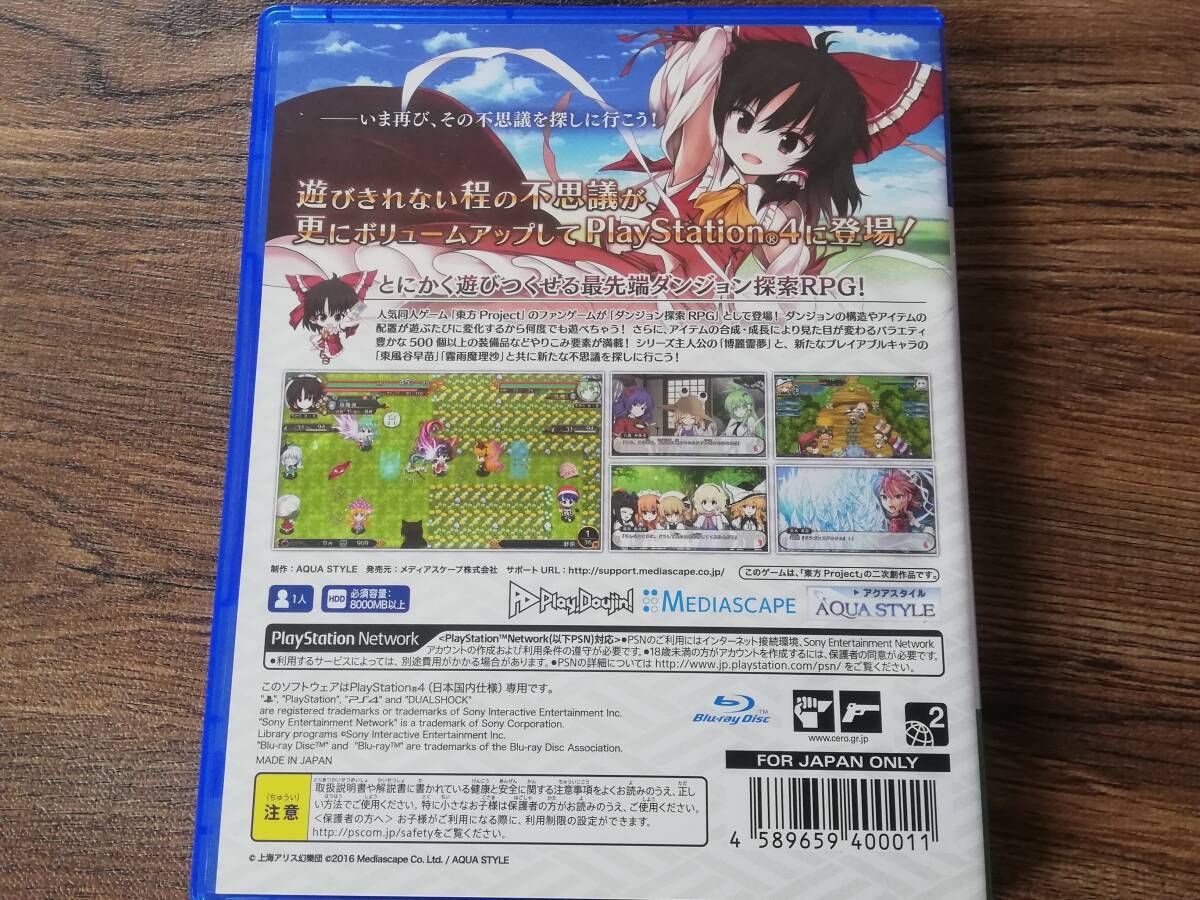 ――いま再び、その不思議を探しに行こう!
遊びきれない程の不思議が、
更にボリュームアップしてPlayStation®4に登場!
とにかく遊びつくせる最先端ダンジョン探索RPG!
人気同人ゲーム「東方 Project」のファンゲームが「ダンジョン探索 RPG」として登場! ダンジョンの構造やアイテムの
配置が遊ぶたびに変化するから何度でも遊べちゃう! さらに、アイテムの合成・成長により見た目が変わるバラエティ
豊かな 500 個以上の装備品などやりこみ要素が満載! シリーズ主人公の「博麗霊夢」と、新たなプレイアブルキャラの
「東風谷早苗」「霧雨魔理沙」と共に新たな不思議を探しに行こう!
制作:AQUA STYLE 発売元:メディアスケープ株式会社 サポート URL:http://support.mediascape.co.jp/
このゲームは、「東方 Project」の二次創作品です。
1人
HDD 必須容量:
8000MB以上
Play,Doujin!
MEDIASCAPE
アクアスタイル
AQUA STYLE
PlayStation Network
<PlayStation™Network(以下PSN)対応>●PSNのご利用にはインターネット接続環境、Sony Entertainment Network
アカウントの作成および利用条件の遵守が必要です。●18歳未満の方がアカウントを作成するには、保護者の同意が必要です。
●利用するサービスによっては、別途費用がかかる場合があります。●PSNの詳細については http://www.jp.playstation.com/psn/ をご覧ください。
このソフトウェアはPlayStation®4(日本国内仕様)専用です。
"", "PlayStation", "PS4" and "DUALSHOCK"
are registered trademarks or trademarks of Sony Interactive Entertainment Inc.
"Sony Entertainment Network" is a trademark of Sony Corporation.
Library programs ©Sony Interactive Entertainment Inc.
"Blu-ray Disc™" and "Blu-ray™" are trademarks of the Blu-ray Disc Association.
MADE IN JAPAN
Blu-ray Disc™
www.cero.gr.jp
2
FOR JAPAN ONLY
(ちゅうい)
注意
取扱説明書や解説書に書かれている健康と安全に関する注意事項をよくお読みのうえ、正し
い方法でご使用ください。特に小さなお子様は保護者の方がお読みのうえ、ご使用ください。
<保護者の方へ> お子様がご利用になる際に、利用制限の設定ができます。
http://pscom.jp/safetyをご覧ください。
4 589659 400011
© 上海アリス幻樂団 ©2016 Mediascape Co. Ltd. / AQUA STYLE